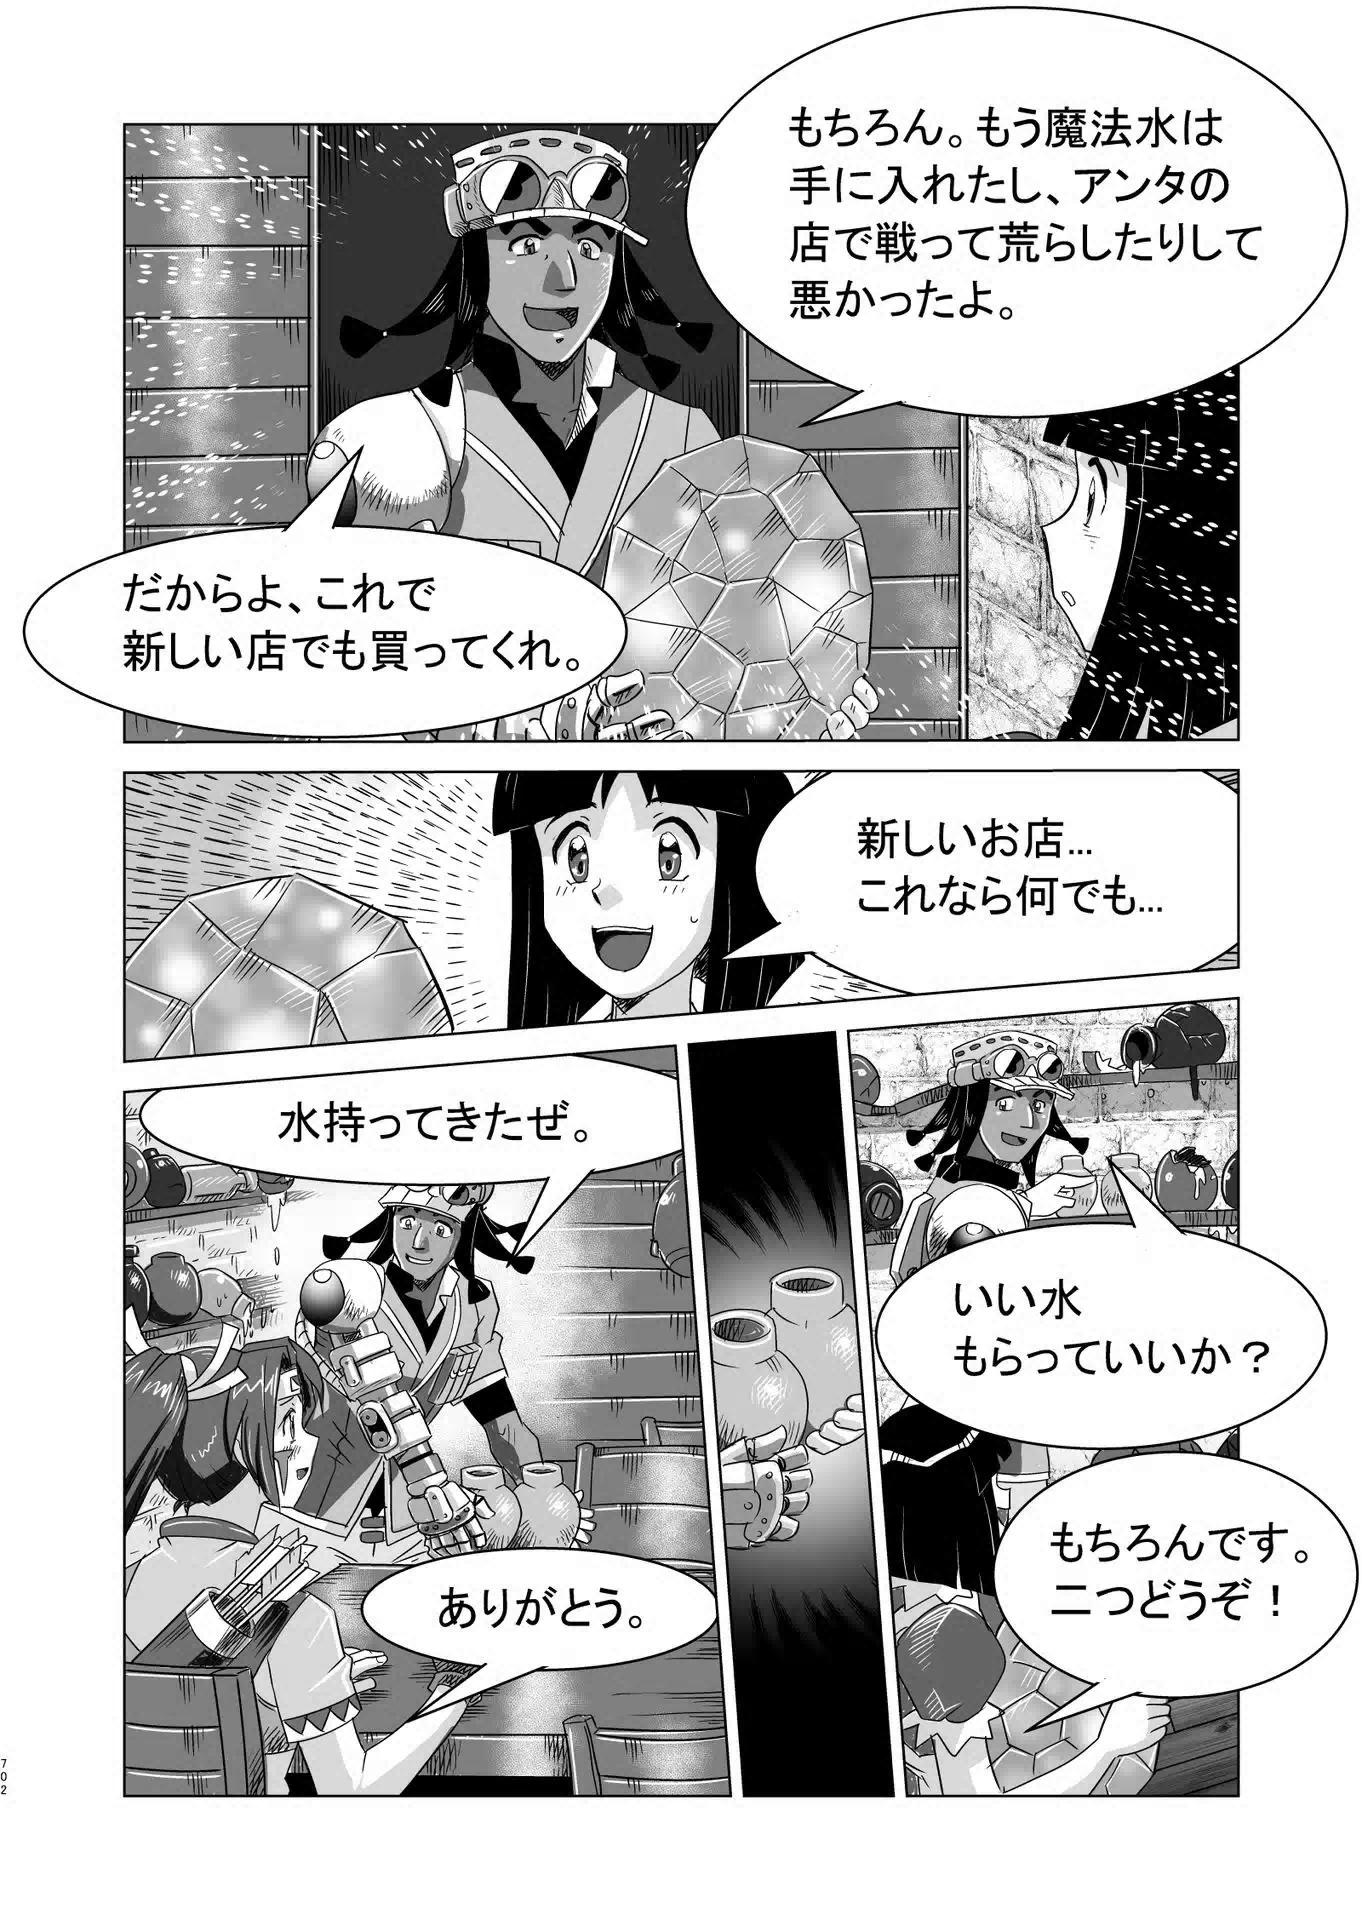 もちろん。もう魔法水は
手に入れたし、アンタの
店で戦って荒らしたりして
悪かったよ。
だからよ、これで
新しい店でも買ってくれ。
新しいお店...
これなら何でも...
いい水
もらっていいか？
もちろんです。
二つどうぞ！
水持ってきたぜ。
ありがとう。
702